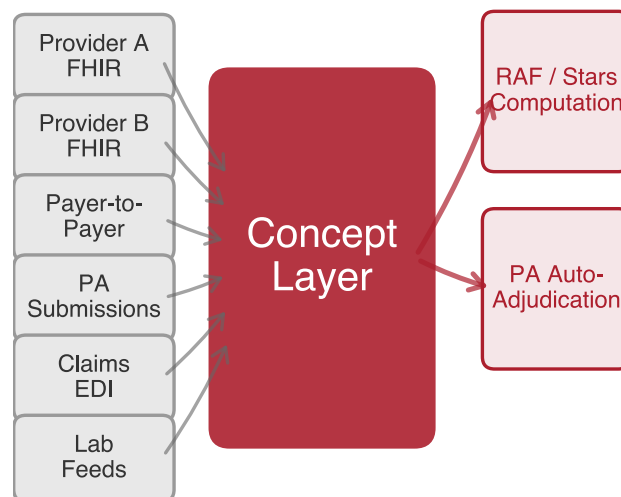 Provider A
FHIR
Provider B
FHIR
Payer-to-
Payer
PA
Submissions
Claims
EDI
Lab
Feeds
Concept
Layer
RAF / Stars
Computation
PA Auto-
Adjudication